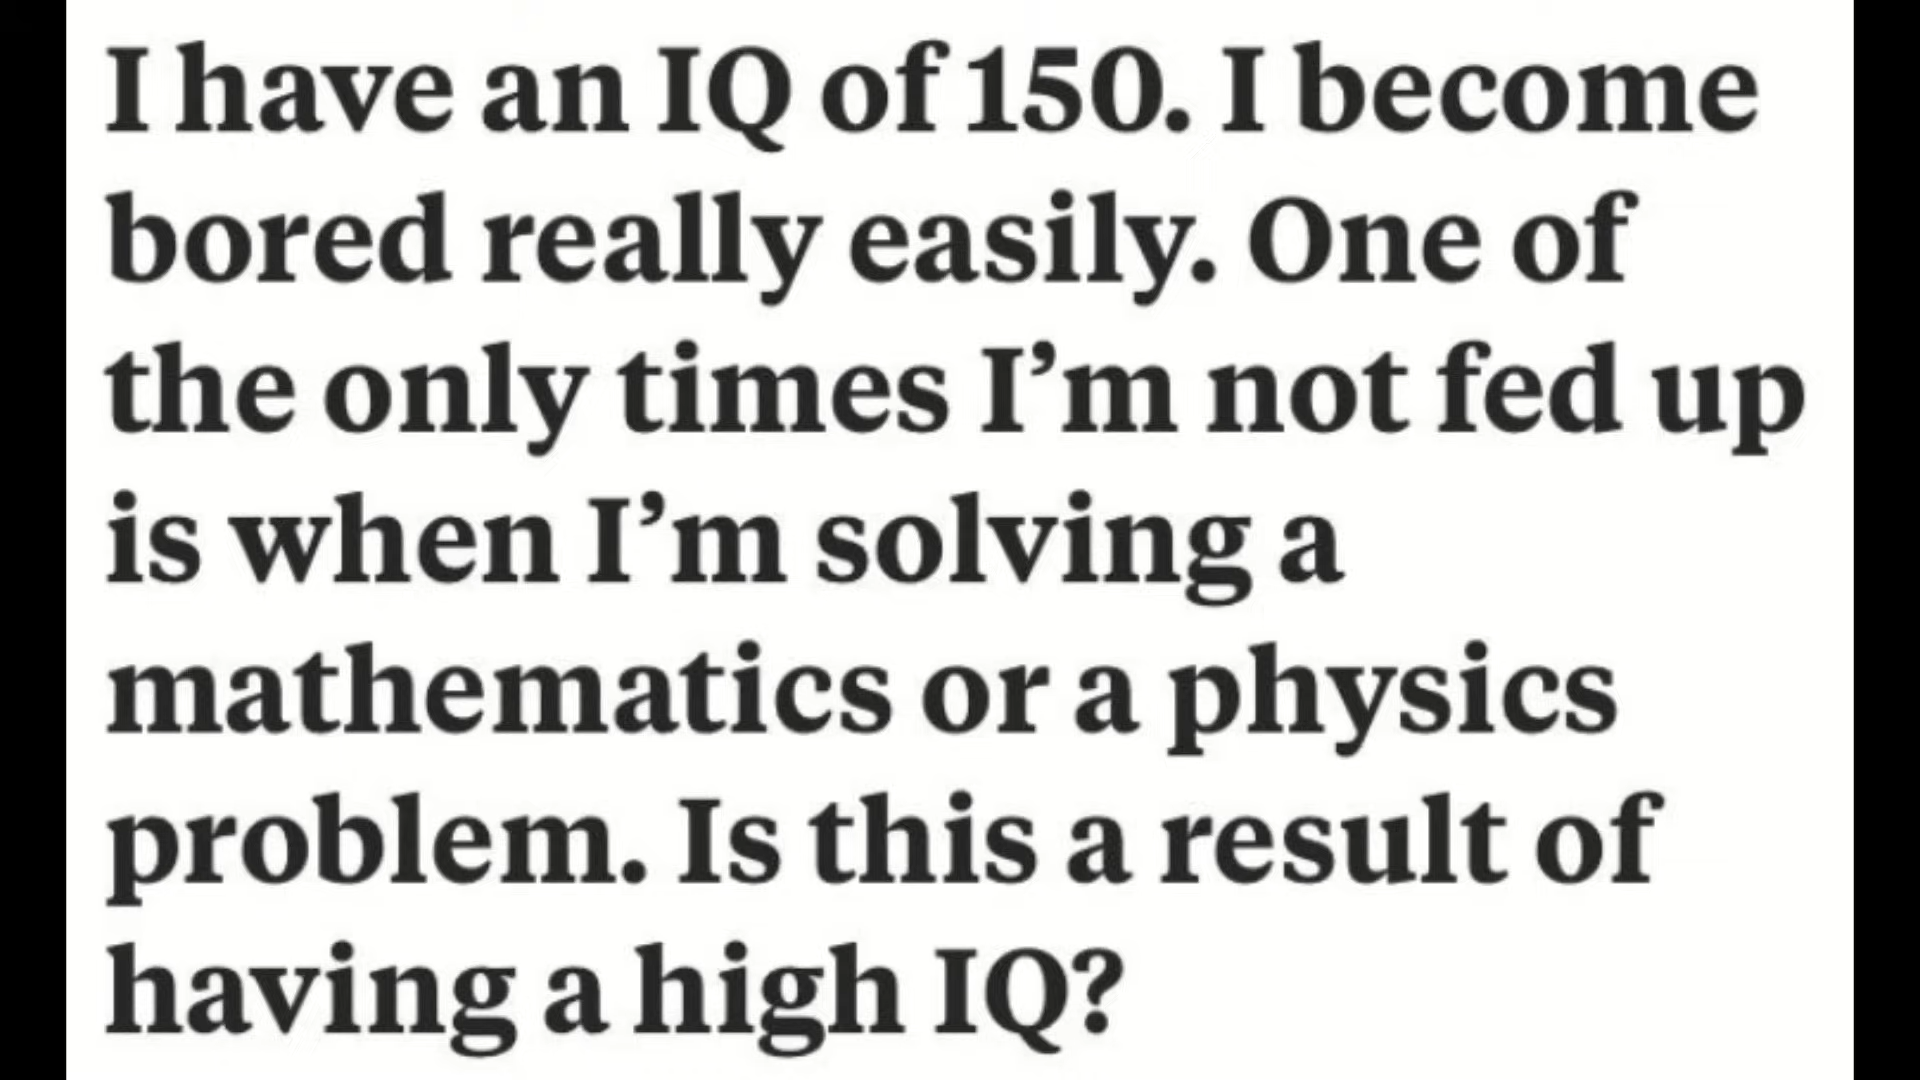 I have an IQ of 150. I become
bored really easily. One of
the only times I’m not fed up
is when I’m solving a
mathematics or a physics
problem. Is this a result of
having a high IQ?